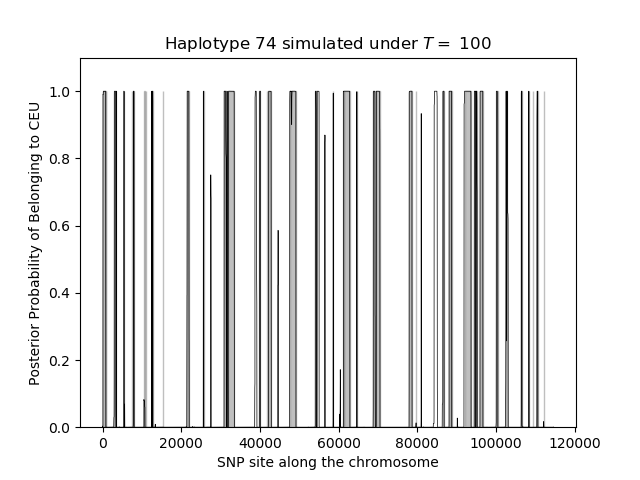 Haplotype 74 simulated under T = 100
Posterior Probability of Belonging to CEU
1.0
0.8
0.6
0.4
0.2
0.0
0 20000 40000 60000 80000 100000 120000
SNP site along the chromosome